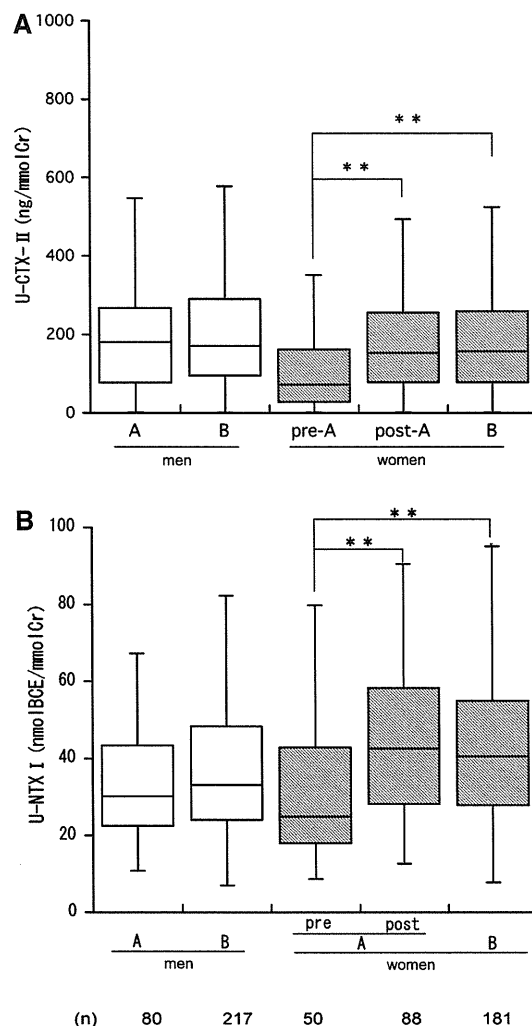 A
1000
800
600
400
200
0
U-CTX-II (ng/mmolCr)
**
**
A B pre-A post-A B
men women
B
100
80
60
40
20
0
U-NTX I (nmolBCE/mmolCr)
**
**
pre post
A B A B
men women
(n) 80 217 50 88 181